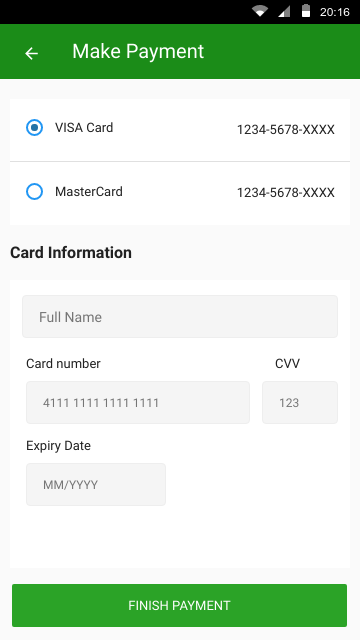 20:16
Make Payment
VISA Card 1234-5678-XXXX
MasterCard 1234-5678-XXXX
Card Information
Full Name
Card number CVV
4111 1111 1111 1111 123
Expiry Date
MM/YYYY
FINISH PAYMENT